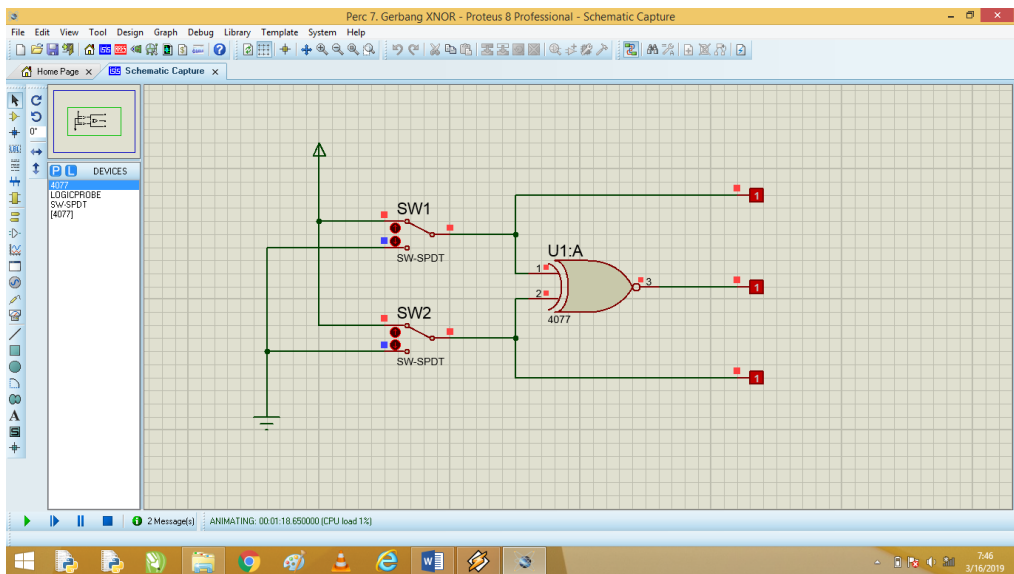 Perc 7. Gerbang XNOR - Proteus 8 Professional - Schematic Capture
File Edit View Tool Design Graph Debug Library Template System Help
Home Page x
Schematic Capture x
0°
P L DEVICES
4077
LOGICPROBE
SW-SPDT
[4077]
SW1
SW-SPDT
1
U1:A
1
2
3
4077
1
SW2
SW-SPDT
1
2 Message(s)
ANIMATING: 00:01:18.650000 (CPU load 1%)
7:46
3/16/2019